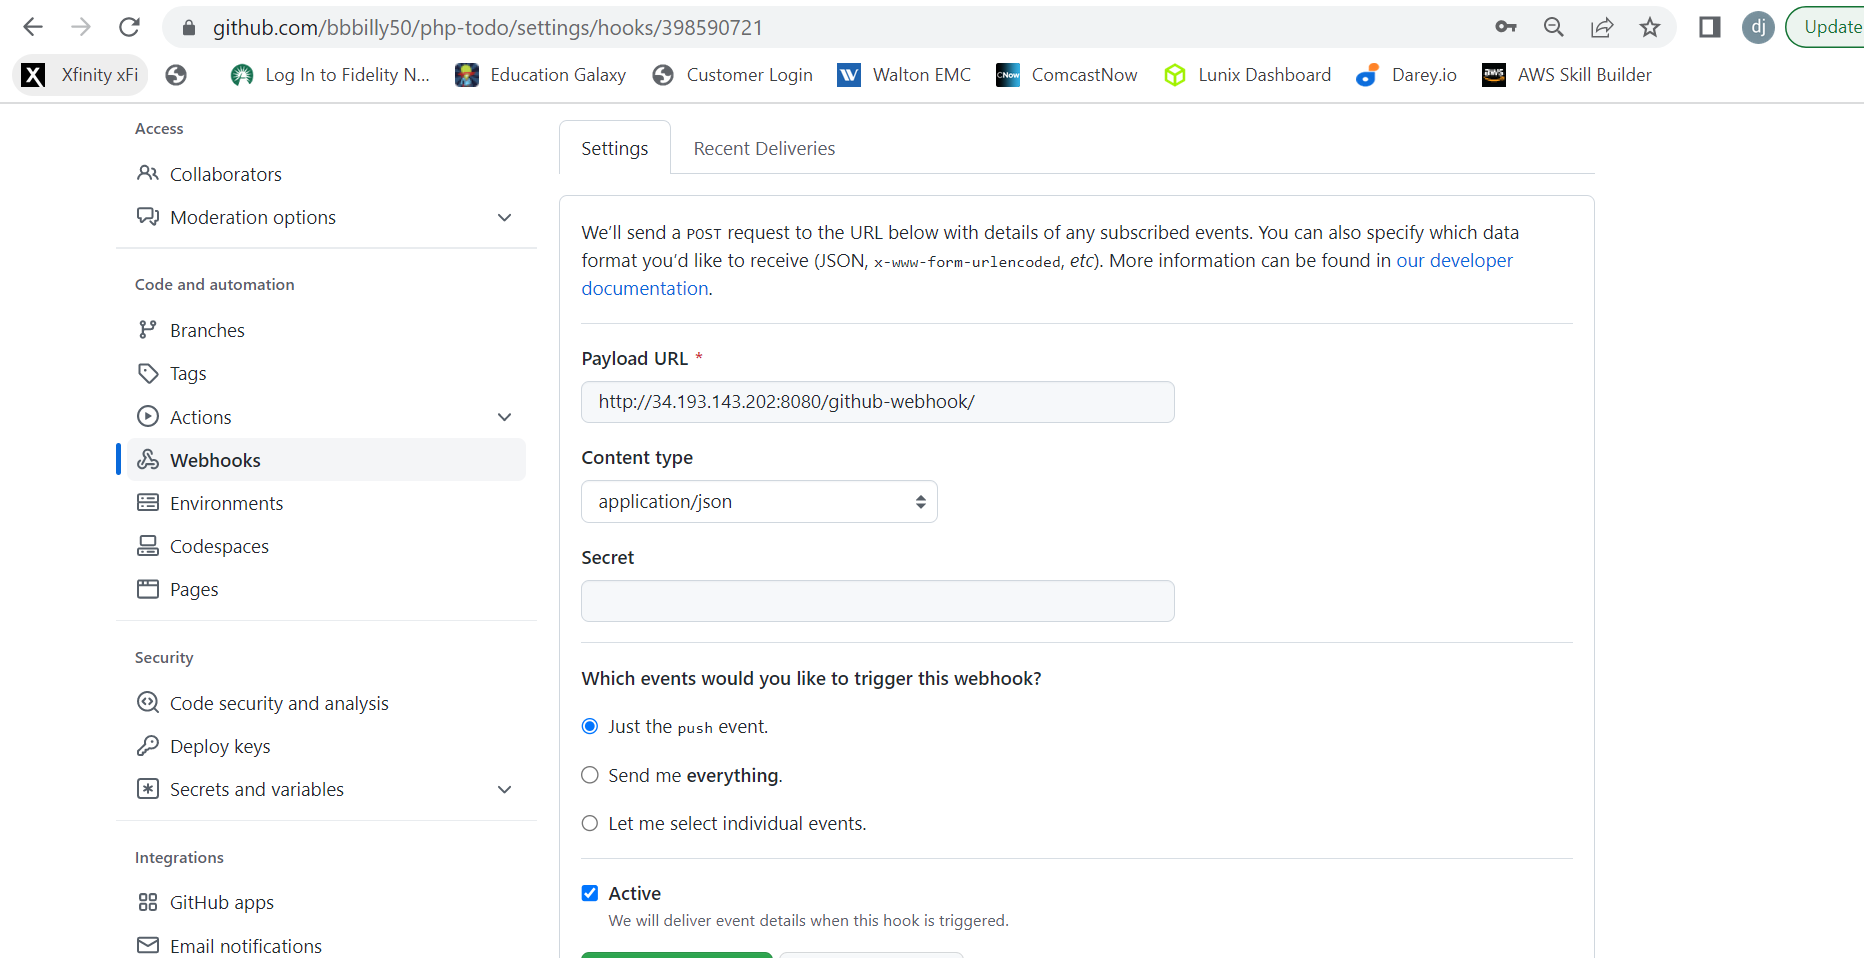 github.com/bbbilly50/php-todo/settings/hooks/398590721
dj
Update
X Xfinity xFi
Log In to Fidelity N...
Education Galaxy
Customer Login
W Walton EMC
CNow ComcastNow
Lunix Dashboard
Darey.io
aws AWS Skill Builder
Access
Collaborators
Moderation options
Code and automation
Branches
Tags
Actions
Webhooks
Environments
Codespaces
Pages
Security
Code security and analysis
Deploy keys
Secrets and variables
Integrations
GitHub apps
Email notifications
Settings
Recent Deliveries
We'll send a POST request to the URL below with details of any subscribed events. You can also specify which data
format you'd like to receive (JSON, x-www-form-urlencoded, etc). More information can be found in our developer
documentation.
Payload URL *
http://34.193.143.202:8080/github-webhook/
Content type
application/json
Secret
Which events would you like to trigger this webhook?
Just the push event.
Send me everything.
Let me select individual events.
Active
We will deliver event details when this hook is triggered.